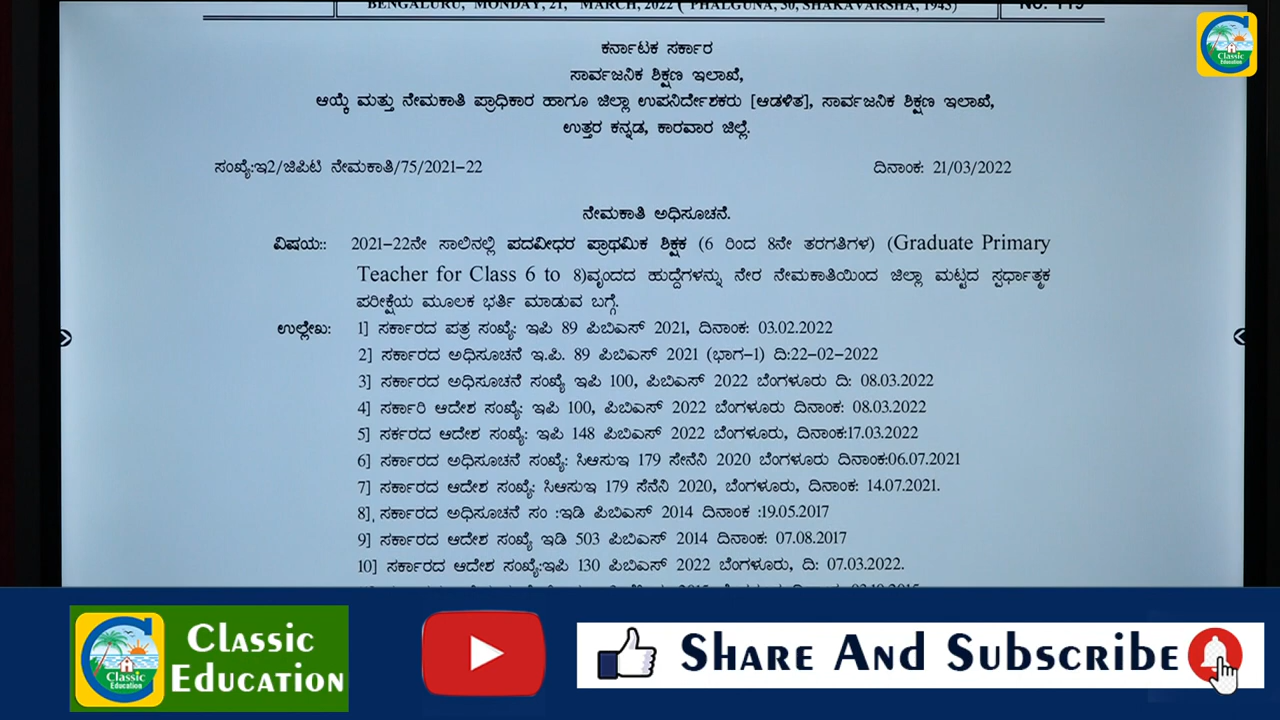 BENGALURU, MONDAY, 21, MARCH, 2022 ( PHALGUNA, 30, SHAKAVARSHA, 1943) No. 115
ಕರ್ನಾಟಕ ಸರ್ಕಾರ
ಸಾರ್ವಜನಿಕ ಶಿಕ್ಷಣ ಇಲಾಖೆ,
ಆಯ್ಕೆ ಮತ್ತು ನೇಮಕಾತಿ ಪ್ರಾಧಿಕಾರ ಹಾಗೂ ಜಿಲ್ಲಾ ಉಪನಿರ್ದೇಶಕರು [ಆಡಳಿತ], ಸಾರ್ವಜನಿಕ ಶಿಕ್ಷಣ ಇಲಾಖೆ,
ಉತ್ತರ ಕನ್ನಡ, ಕಾರವಾರ ಜಿಲ್ಲೆ.
ಸಂಖ್ಯೆ:ಇ2/ಜಿಪಿಟಿ ನೇಮಕಾತಿ/75/2021-22 ದಿನಾಂಕ: 21/03/2022
ನೇಮಕಾತಿ ಅಧಿಸೂಚನೆ.
ವಿಷಯ:: 2021-22ನೇ ಸಾಲಿನಲ್ಲಿ ಪದವೀಧರ ಪ್ರಾಥಮಿಕ ಶಿಕ್ಷಕ (6 ರಿಂದ 8ನೇ ತರಗತಿಗಳ) (Graduate Primary
Teacher for Class 6 to 8)ವೃಂದದ ಹುದ್ದೆಗಳನ್ನು ನೇರ ನೇಮಕಾತಿಯಿಂದ ಜಿಲ್ಲಾ ಮಟ್ಟದ ಸ್ಪರ್ಧಾತ್ಮಕ
ಪರೀಕ್ಷೆಯ ಮೂಲಕ ಭರ್ತಿ ಮಾಡುವ ಬಗ್ಗೆ.
ಉಲ್ಲೇಖ: 1] ಸರ್ಕಾರದ ಪತ್ರ ಸಂಖ್ಯೆ: ಇಪಿ 89 ಪಿಬಿಎಸ್ 2021, ದಿನಾಂಕ: 03.02.2022
2] ಸರ್ಕಾರದ ಅಧಿಸೂಚನೆ ಇ.ಪಿ. 89 ಪಿಬಿಎಸ್ 2021 (ಭಾಗ-1) ದಿ:22-02-2022
3] ಸರ್ಕಾರದ ಅಧಿಸೂಚನೆ ಸಂಖ್ಯೆ ಇಪಿ 100, ಪಿಬಿಎಸ್ 2022 ಬೆಂಗಳೂರು ದಿ: 08.03.2022
4] ಸರ್ಕಾರಿ ಆದೇಶ ಸಂಖ್ಯೆ: ಇಪಿ 100, ಪಿಬಿಎಸ್ 2022 ಬೆಂಗಳೂರು ದಿನಾಂಕ: 08.03.2022
5] ಸರ್ಕರದ ಆದೇಶ ಸಂಖ್ಯೆ: ಇಪಿ 148 ಪಿಬಿಎಸ್ 2022 ಬೆಂಗಳೂರು, ದಿನಾಂಕ:17.03.2022
6] ಸರ್ಕಾರದ ಅಧಿಸೂಚನೆ ಸಂಖ್ಯೆ: ಸಿಆಸುಇ 179 ಸೇನೆನಿ 2020 ಬೆಂಗಳೂರು ದಿನಾಂಕ:06.07.2021
7] ಸರ್ಕಾರದ ಆದೇಶ ಸಂಖ್ಯೆ: ಸಿಆಸುಇ 179 ಸೆನೆನಿ 2020, ಬೆಂಗಳೂರು, ದಿನಾಂಕ: 14.07.2021.
8], ಸರ್ಕಾರದ ಅಧಿಸೂಚನೆ ಸಂ :ಇಡಿ ಪಿಬಿಎಸ್ 2014 ದಿನಾಂಕ :19.05.2017
9] ಸರ್ಕಾರದ ಆದೇಶ ಸಂಖ್ಯೆ ಇಡಿ 503 ಪಿಬಿಎಸ್ 2014 ದಿನಾಂಕ: 07.08.2017
10] ಸರ್ಕಾರದ ಆದೇಶ ಸಂಖ್ಯೆ:ಇಪಿ 130 ಪಿಬಿಎಸ್ 2022 ಬೆಂಗಳೂರು, ದಿ: 07.03.2022.
Classic
Education
Classic
Education
Classic
Education
Share And Subscribe